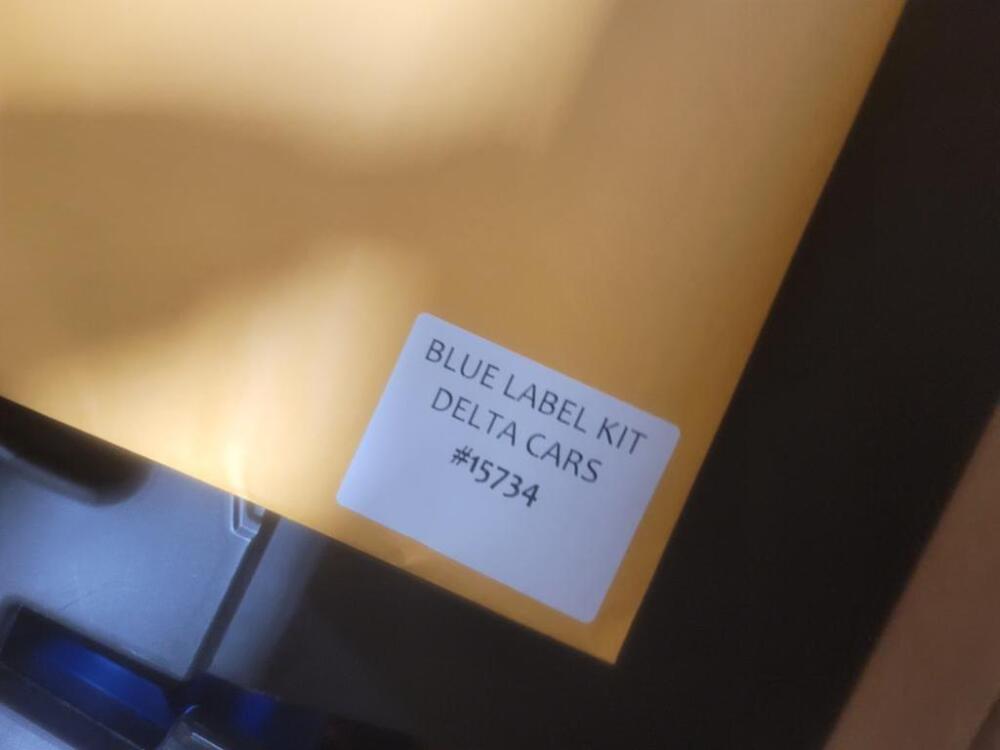 BLUE LABEL KIT
DELTA CARS
#15734